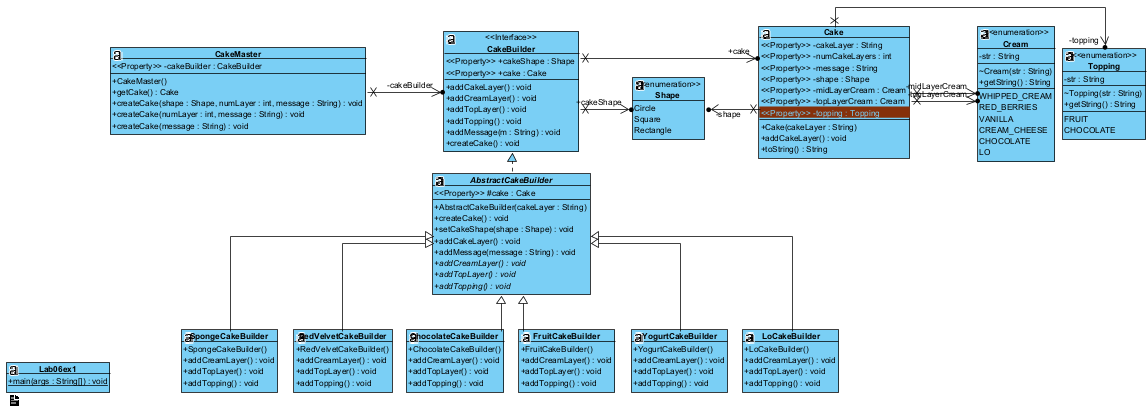 CakeMaster
<<Property>> -cakeBuilder : CakeBuilder
+CakeMaster()
+getCake() : Cake
+createCake(shape : Shape, numLayer : int, message : String) : void
+createCake(numLayer : int, message : String) : void
+createCake(message : String) : void
-cakeBuilder
<<Interface>>
CakeBuilder
<<Property>> +cakeShape : Shape
<<Property>> +cake : Cake
+addCakeLayer() : void
+addCreamLayer() : void
+addTopLayer() : void
+addTopping() : void
+addMessage(m : String) : void
+createCake() : void
+cake
+cakeShape
<<enumeration>>
Shape
Circle
Square
Rectangle
-shape
Cake
<<Property>> -cakeLayer : String
<<Property>> -numCakeLayers : int
<<Property>> -message : String
<<Property>> -shape : Shape
<<Property>> -midLayerCream : Cream
<<Property>> -topLayerCream : Cream
<<Property>> -topping : Topping
+Cake(cakeLayer : String)
+addCakeLayer() : void
+toString() : String
-midLayerCream
-topLayerCream
<<enumeration>>
Cream
-str : String
~Cream(str : String)
+getString() : String
WHIPPED_CREAM
RED_BERRIES
VANILLA
CREAM_CHEESE
CHOCOLATE
LO
-topping
<<enumeration>>
Topping
-str : String
~Topping(str : String)
+getString() : String
FRUIT
CHOCOLATE
AbstractCakeBuilder
<<Property>> #cake : Cake
+AbstractCakeBuilder(cakeLayer : String)
+createCake() : void
+setCakeShape(shape : Shape) : void
+addCakeLayer() : void
+addMessage(message : String) : void
+addCreamLayer() : void
+addTopLayer() : void
+addTopping() : void
SpongeCakeBuilder
+SpongeCakeBuilder()
+addCreamLayer() : void
+addTopLayer() : void
+addTopping() : void
RedVelvetCakeBuilder
+RedVelvetCakeBuilder()
+addCreamLayer() : void
+addTopLayer() : void
+addTopping() : void
ChocolateCakeBuilder
+ChocolateCakeBuilder()
+addCreamLayer() : void
+addTopLayer() : void
+addTopping() : void
FruitCakeBuilder
+FruitCakeBuilder()
+addCreamLayer() : void
+addTopLayer() : void
+addTopping() : void
YogurtCakeBuilder
+YogurtCakeBuilder()
+addCreamLayer() : void
+addTopLayer() : void
+addTopping() : void
LoCakeBuilder
+LoCakeBuilder()
+addCreamLayer() : void
+addTopLayer() : void
+addTopping() : void
Lab06ex1
+main(args : String[]) : void